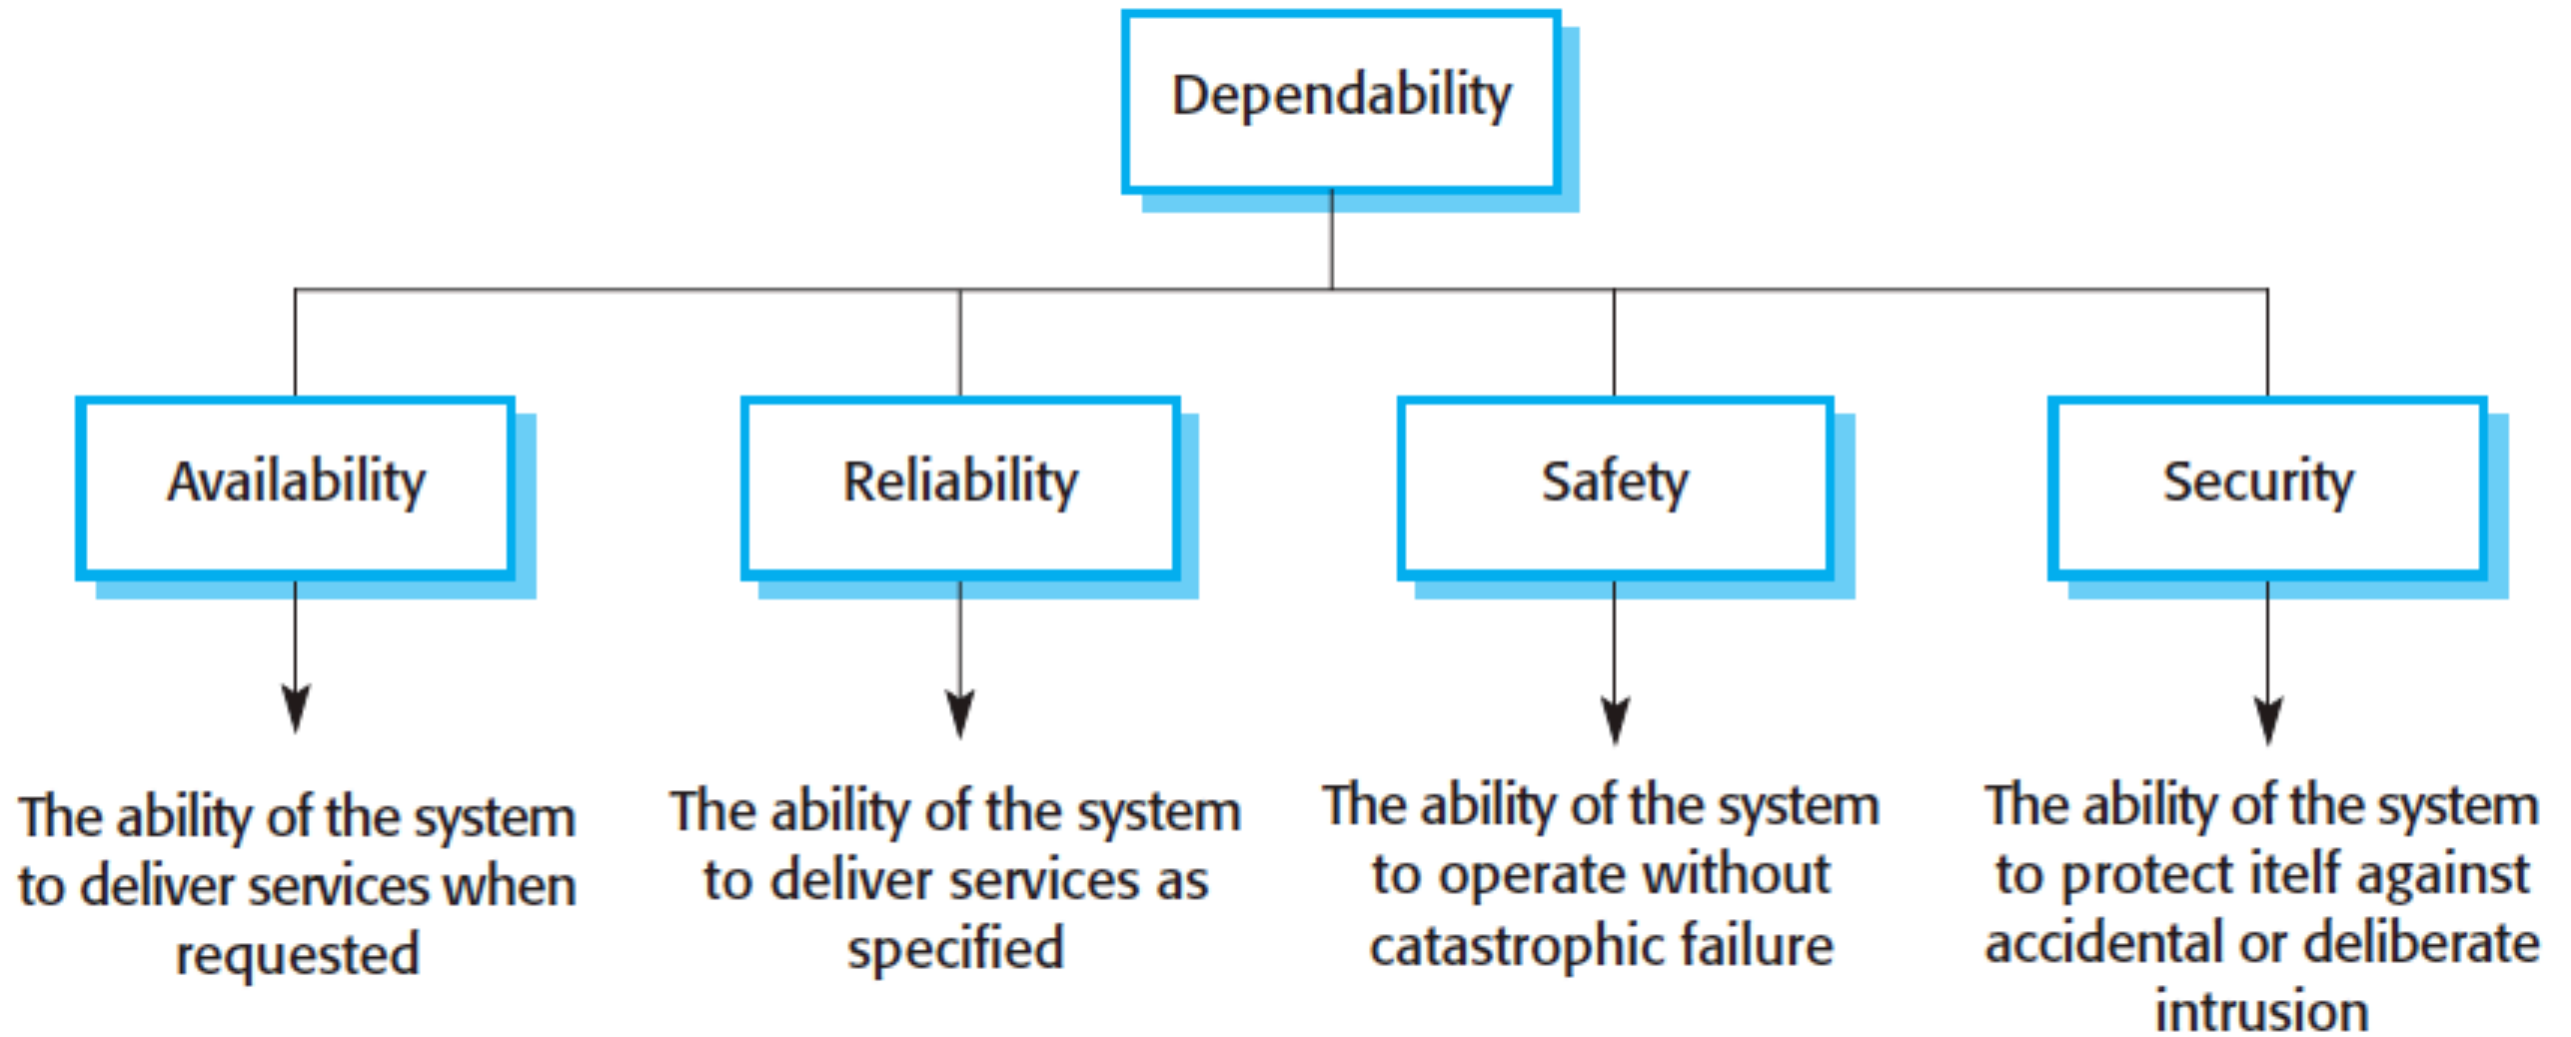 Dependability
Availability
Reliability
Safety
Security
The ability of the system
to deliver services when
requested
The ability of the system
to deliver services as
specified
The ability of the system
to operate without
catastrophic failure
The ability of the system
to protect itelf against
accidental or deliberate
intrusion